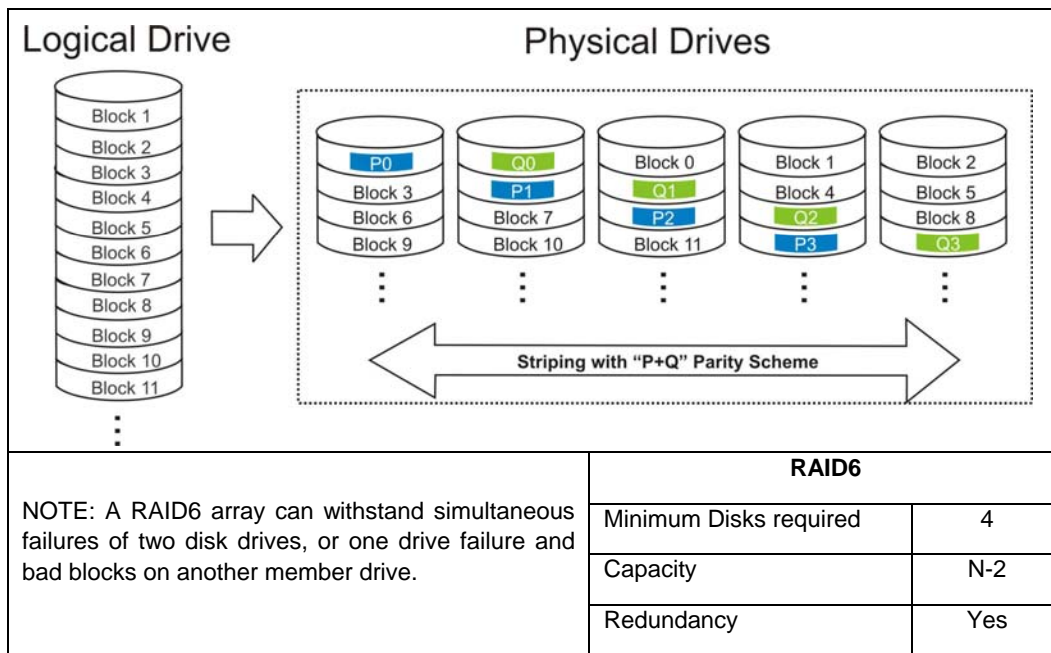 Logical Drive
Physical Drives
Block 1
Block 2
Block 3
Block 4
Block 5
Block 6
Block 7
Block 8
Block 9
Block 10
Block 11
P0 Q0 Block 0 Block 1 Block 2
Block 3 P1 Q1 Block 4 Block 5
Block 6 Block 7 P2 Q2 Block 8
Block 9 Block 10 Block 11 P3 Q3
Striping with “P+Q” Parity Scheme
NOTE: A RAID6 array can withstand simultaneous
failures of two disk drives, or one drive failure and
bad blocks on another member drive.
RAID6
Minimum Disks required 4
Capacity N-2
Redundancy Yes